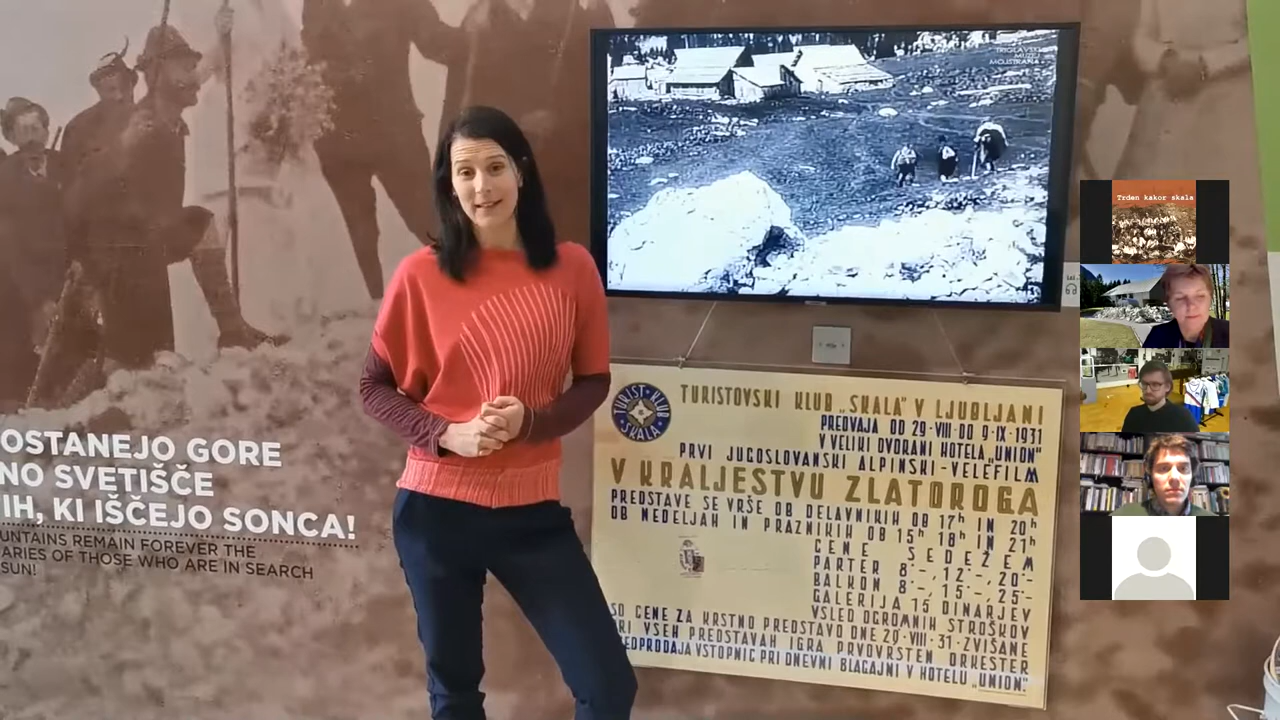 OSTANEJO GORE
NO SVETIŠČE
IH, KI IŠČEJO SONCA!
UNTAINS REMAIN FOREVER THE
ARIES OF THOSE WHO ARE IN SEARCH
SUN!
TRIGLAVSKI
MUZEJ
MOJSTRANA
TURIST-KLUB
SKALA
TURISTOVSKI KLUB „SKALA" V LJUBLJANI
PREDVAJA OD 29·VIII·DO 9·IX·1931
V VELIKI DVORANI HOTELA „UNION"
PRVI JUGOSLOVANSKI ALPINSKI-VELEFILM
V KRALJESTVU ZLATOROGA
PREDSTAVE SE VRŠE OB DELAVNIKIH OB 17ʰ IN 20ʰ
OB NEDELJAH IN PRAZNIKIH OB 15ʰ 18ʰ IN 21ʰ
CENE SEDEŽEM
PARTER 8·-, 12·-, 20·-
BALKON 8·-, 15·-, 25·-
GALERIJA 15 DINARJEV
VSLED OGROMNIH STROŠKOV
SO CENE ZA KRSTNO PREDSTAVO DNE 29·VIII·31·ZVIŠANE
PRI VSEH PREDSTAVAH IGRA PRVOVRSTEN ORKESTER
EDPRODAJA VSTOPNIC PRI DNEVNI BLAGAJNI V HOTELU „UNION"
Trden kakor skala